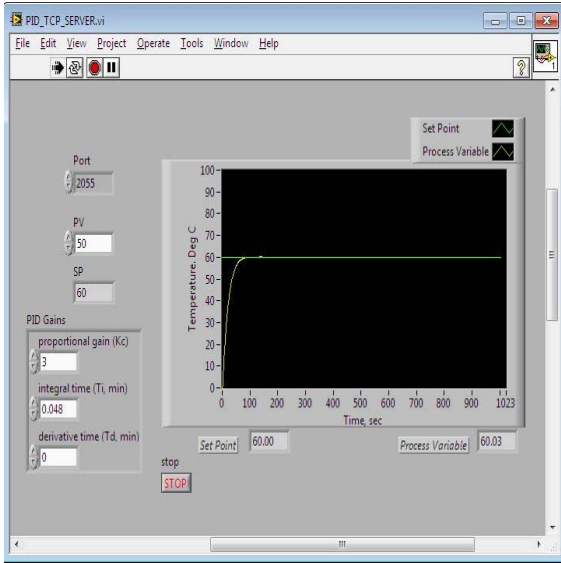 PID_TCP_SERVER.vi
File Edit View Project Operate Tools Window Help
1
Set Point
Process Variable
Port
2055
PV
50
SP
60
PID Gains
proportional gain (Kc)
3
integral time (Ti, min)
0.048
derivative time (Td, min)
0
Temperature, Deg C
100
90
80
70
60
50
40
30
20
10
0
0 100 200 300 400 500 600 700 800 900 1023
Time, sec
Set Point 60.00
Process Variable 60.03
stop
STOP